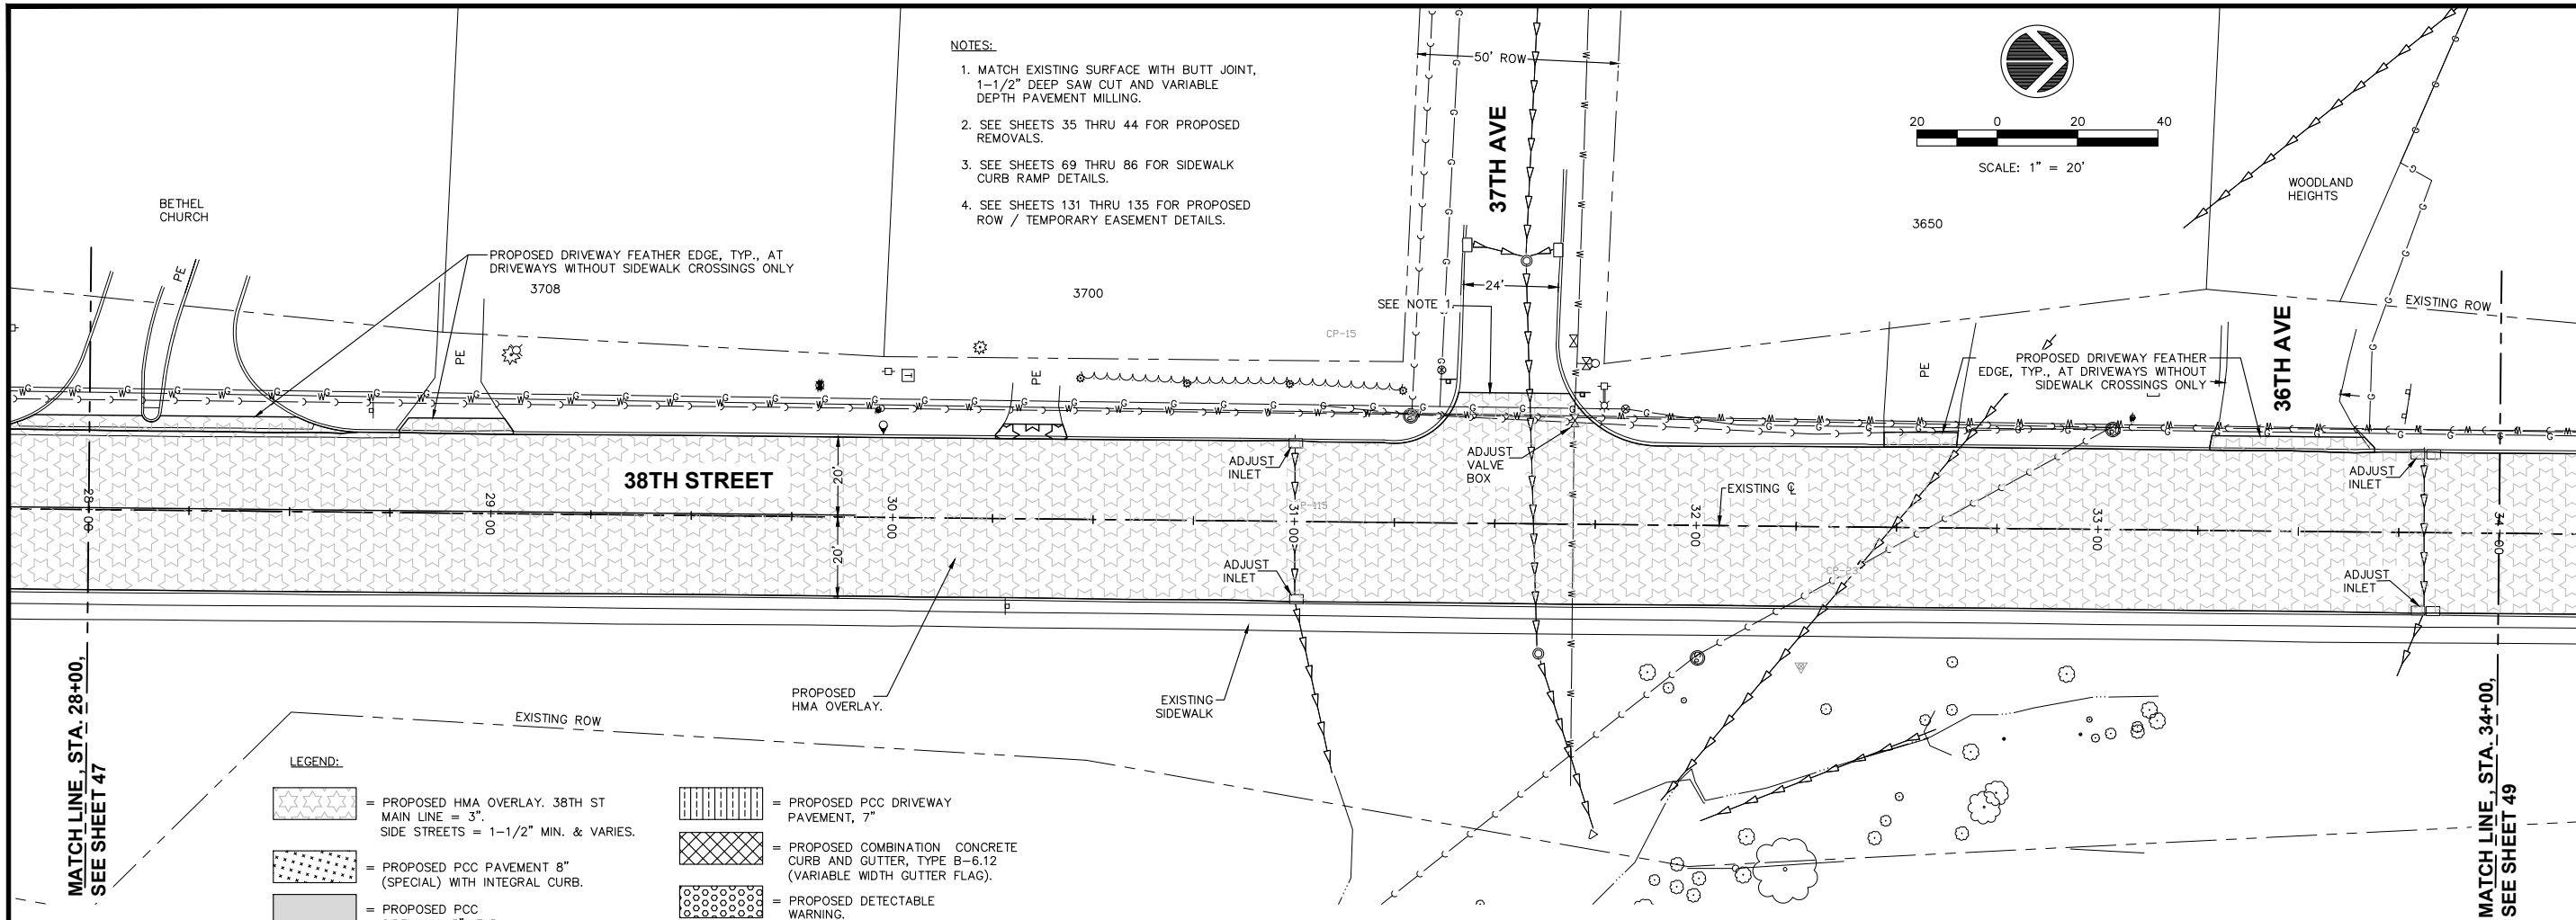 NOTES:
1. MATCH EXISTING SURFACE WITH BUTT JOINT,
1-1/2" DEEP SAW CUT AND VARIABLE
DEPTH PAVEMENT MILLING.
2. SEE SHEETS 35 THRU 44 FOR PROPOSED
REMOVALS.
3. SEE SHEETS 69 THRU 86 FOR SIDEWALK
CURB RAMP DETAILS.
4. SEE SHEETS 131 THRU 135 FOR PROPOSED
ROW / TEMPORARY EASEMENT DETAILS.
50' ROW
37TH AVE
20 0 20 40
SCALE: 1" = 20'
WOODLAND
HEIGHTS
3650
BETHEL
CHURCH
PE
PROPOSED DRIVEWAY FEATHER EDGE, TYP., AT
DRIVEWAYS WITHOUT SIDEWALK CROSSINGS ONLY
3708
3700
24'
SEE NOTE 1.
CP-15
EXISTING ROW
36TH AVE
PE
PE
PE
PROPOSED DRIVEWAY FEATHER
EDGE, TYP., AT DRIVEWAYS WITHOUT
SIDEWALK CROSSINGS ONLY
38TH STREET
20'
20'
ADJUST
INLET
ADJUST
VALVE
BOX
EXISTING ℄
ADJUST
INLET
28+00
29+00
30+00
31+00
CP-115
32+00
33+00
34+00
ADJUST
INLET
CP-23
ADJUST
INLET
PROPOSED
HMA OVERLAY.
EXISTING
SIDEWALK
EXISTING ROW
MATCH LINE, STA. 28+00,
SEE SHEET 47
MATCH LINE, STA. 34+00,
SEE SHEET 49
LEGEND:
= PROPOSED HMA OVERLAY. 38TH ST
MAIN LINE = 3".
SIDE STREETS = 1-1/2" MIN. & VARIES.
= PROPOSED PCC PAVEMENT 8"
(SPECIAL) WITH INTEGRAL CURB.
= PROPOSED PCC
= PROPOSED PCC DRIVEWAY
PAVEMENT, 7"
= PROPOSED COMBINATION CONCRETE
CURB AND GUTTER, TYPE B-6.12
(VARIABLE WIDTH GUTTER FLAG).
= PROPOSED DETECTABLE
WARNING.